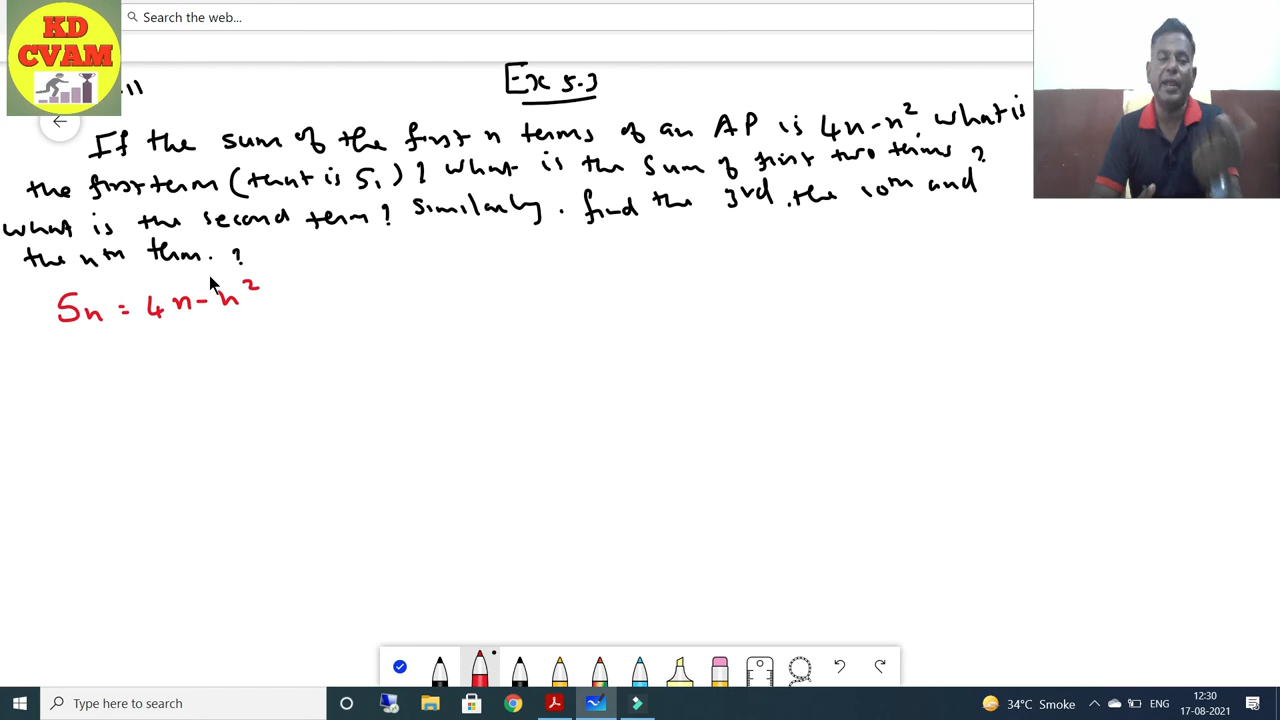 Search the web...
KD
CVAM
-11
Ex 5.3
If the sum of the first n terms of an AP is 4n-n². what is
the first term (that is S₁)? what is the sum of first two terms?
what is the second term? Similarly. find the 3rd, the 10th and
the nth therm. ?
Sn = 4n-n²
Type here to search
34°C Smoke
ENG
12:30
17-08-2021